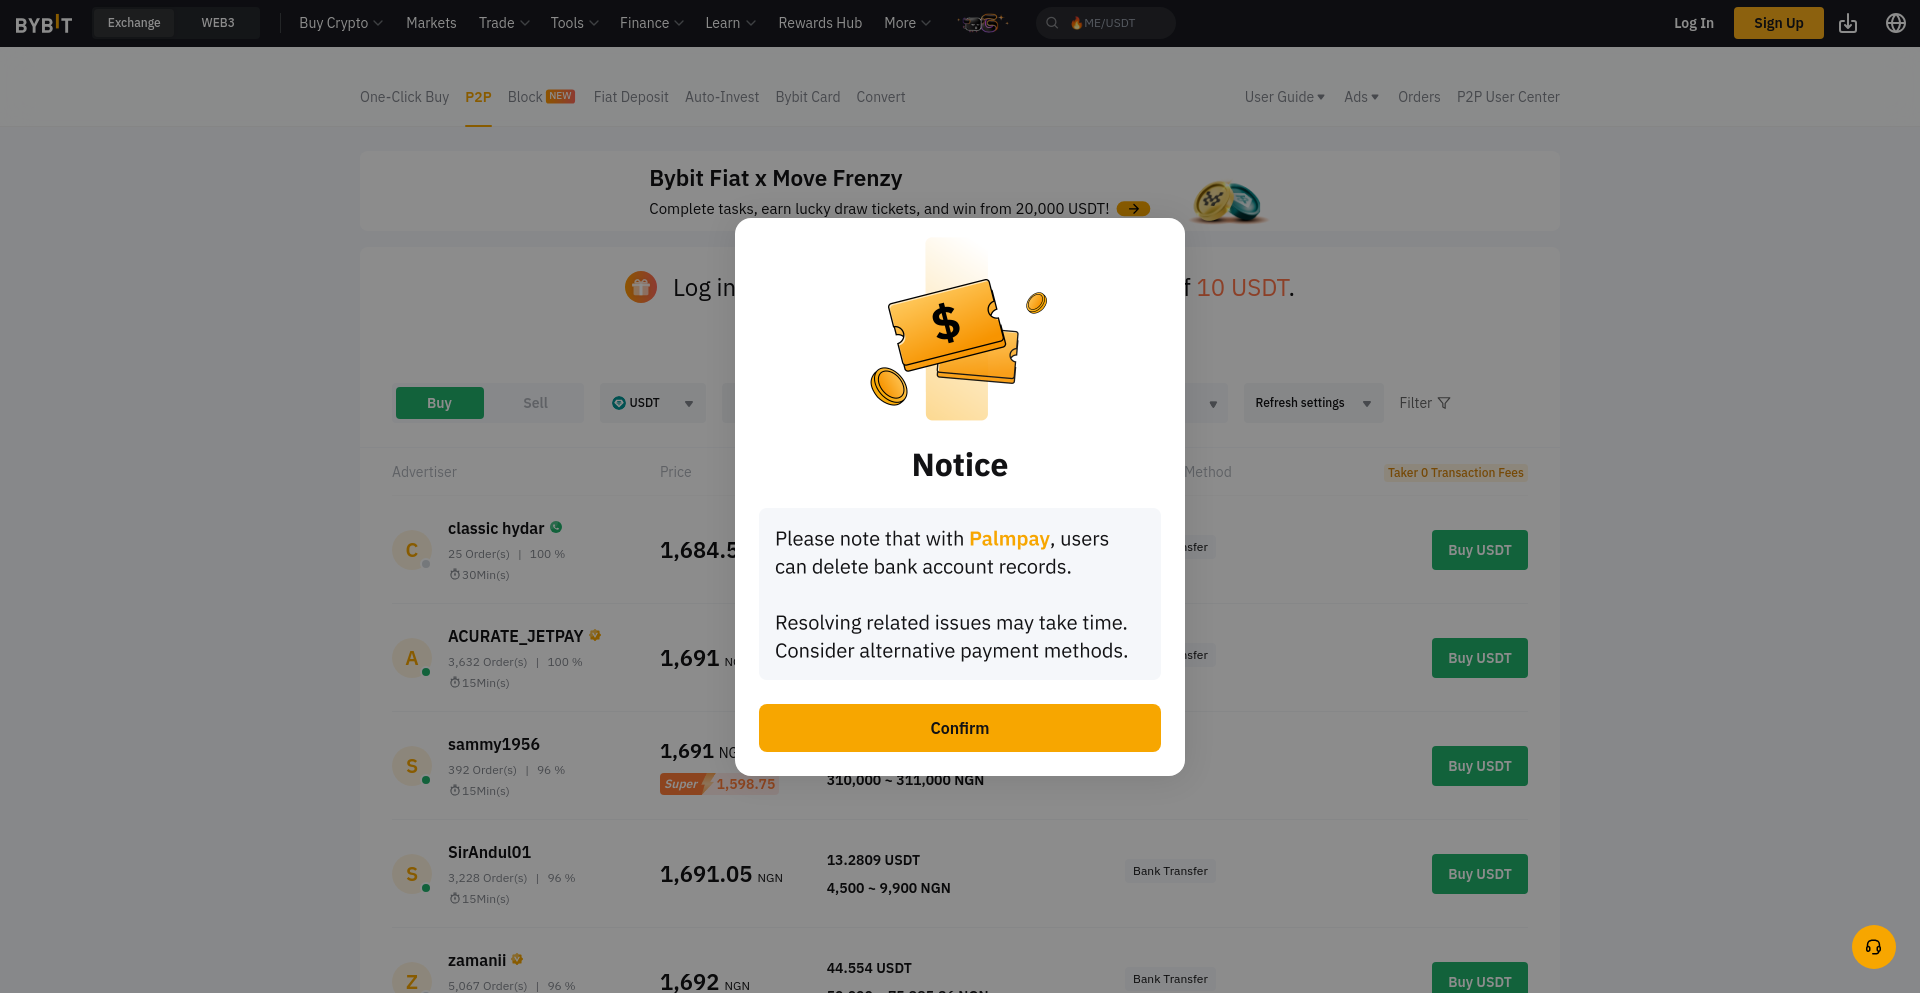 BYBIT Exchange WEB3 Buy Crypto Markets Trade Tools Finance Learn Rewards Hub More ME/USDT Log In Sign Up
One-Click Buy P2P Block NEW Fiat Deposit Auto-Invest Bybit Card Convert User Guide Ads Orders P2P User Center
Bybit Fiat x Move Frenzy
Complete tasks, earn lucky draw tickets, and win from 20,000 USDT!
Log in 10 USDT.
Buy Sell USDT Refresh settings Filter
Advertiser Price Method Taker 0 Transaction Fees
$
Notice
Please note that with Palmpay, users
can delete bank account records.
Resolving related issues may take time.
Consider alternative payment methods.
Confirm
C classic hydar
25 Order(s) | 100 %
30Min(s)
1,684.5
Buy USDT
A ACURATE_JETPAY
3,632 Order(s) | 100 %
15Min(s)
1,691
Buy USDT
S sammy1956
392 Order(s) | 96 %
15Min(s)
1,691
Super 1,598.75
310,000 ~ 311,000 NGN
Buy USDT
S SirAndul01
3,228 Order(s) | 96 %
15Min(s)
1,691.05 NGN
13.2809 USDT
4,500 ~ 9,900 NGN
Bank Transfer
Buy USDT
Z zamanii
5,067 Order(s) | 96 %
1,692 NGN
44.554 USDT
Bank Transfer
Buy USDT